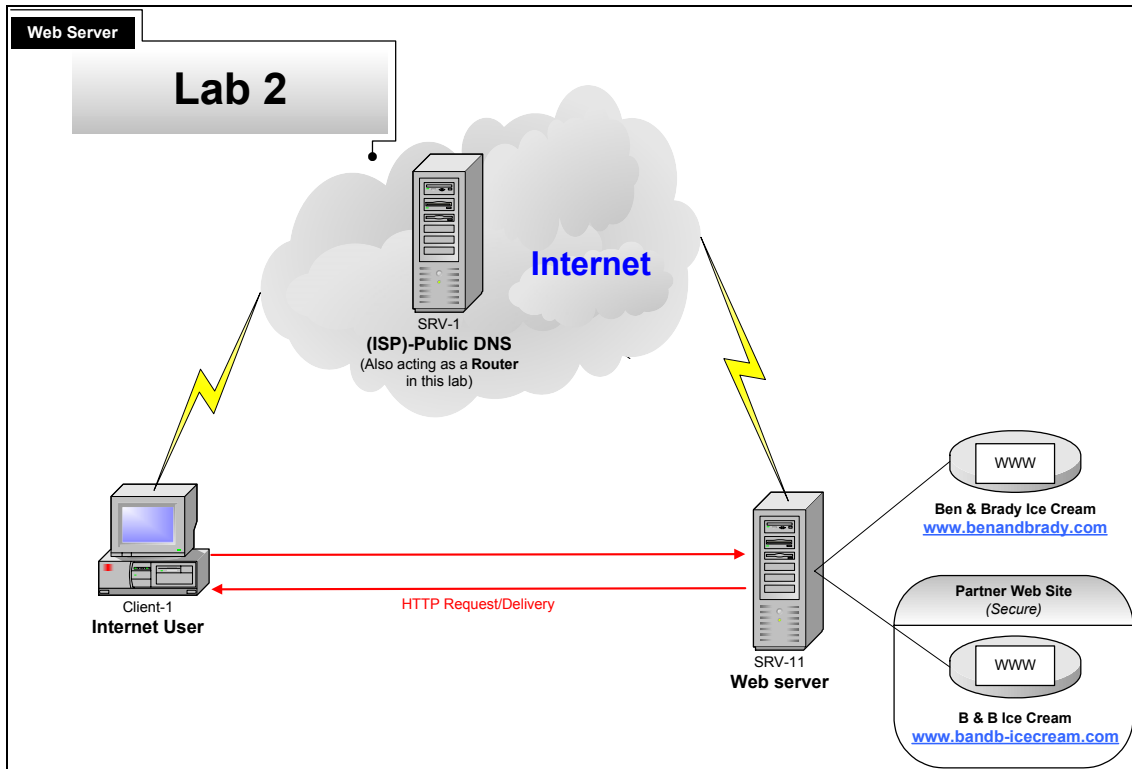 Web Server
Lab 2
Internet
SRV-1
(ISP)-Public DNS
(Also acting as a Router
in this lab)
WWW
Ben & Brady Ice Cream
www.benandbrady.com
Client-1
Internet User
HTTP Request/Delivery
SRV-11
Web server
Partner Web Site
(Secure)
WWW
B & B Ice Cream
www.bandb-icecream.com